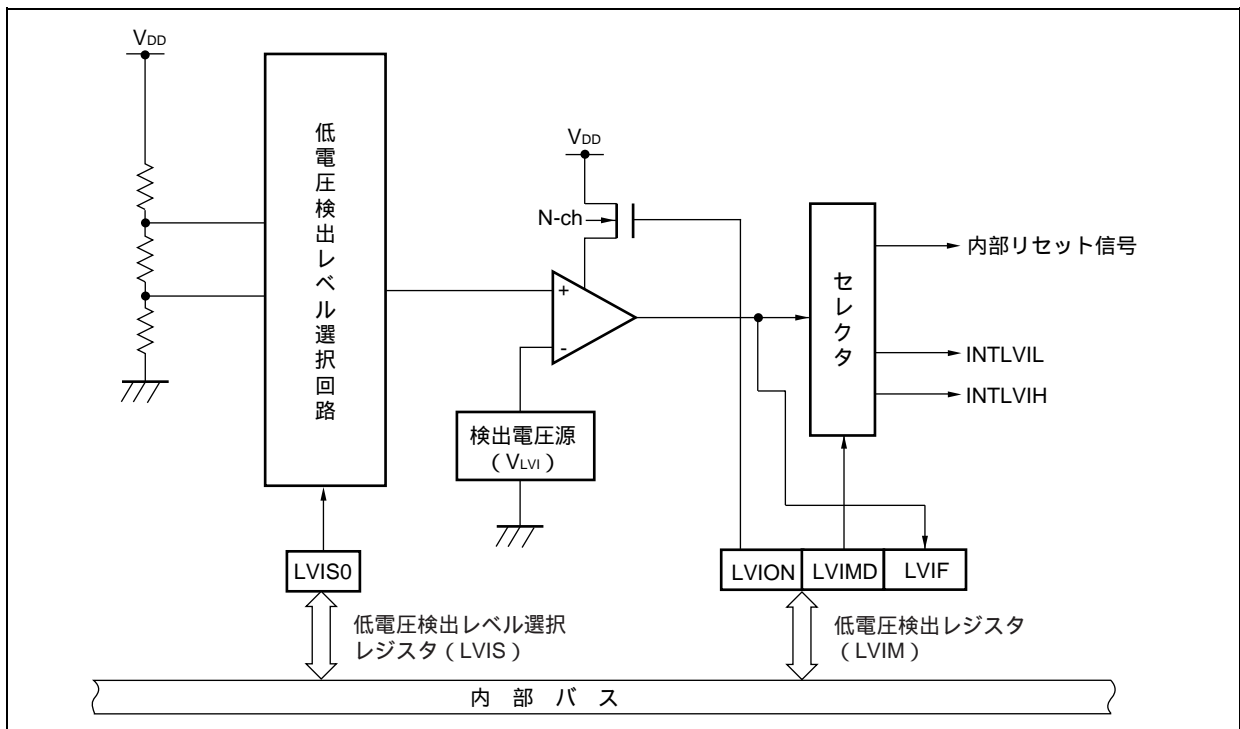 VDD
低電圧検出レベル選択回路
VDD
N-ch
+
-
検出電圧源
（VLVI）
セレクタ
内部リセット信号
INTLVIL
INTLVIH
LVIS0
LVION
LVIMD
LVIF
低電圧検出レベル選択
レジスタ（LVIS）
低電圧検出レジスタ
（LVIM）
内 部 バ ス